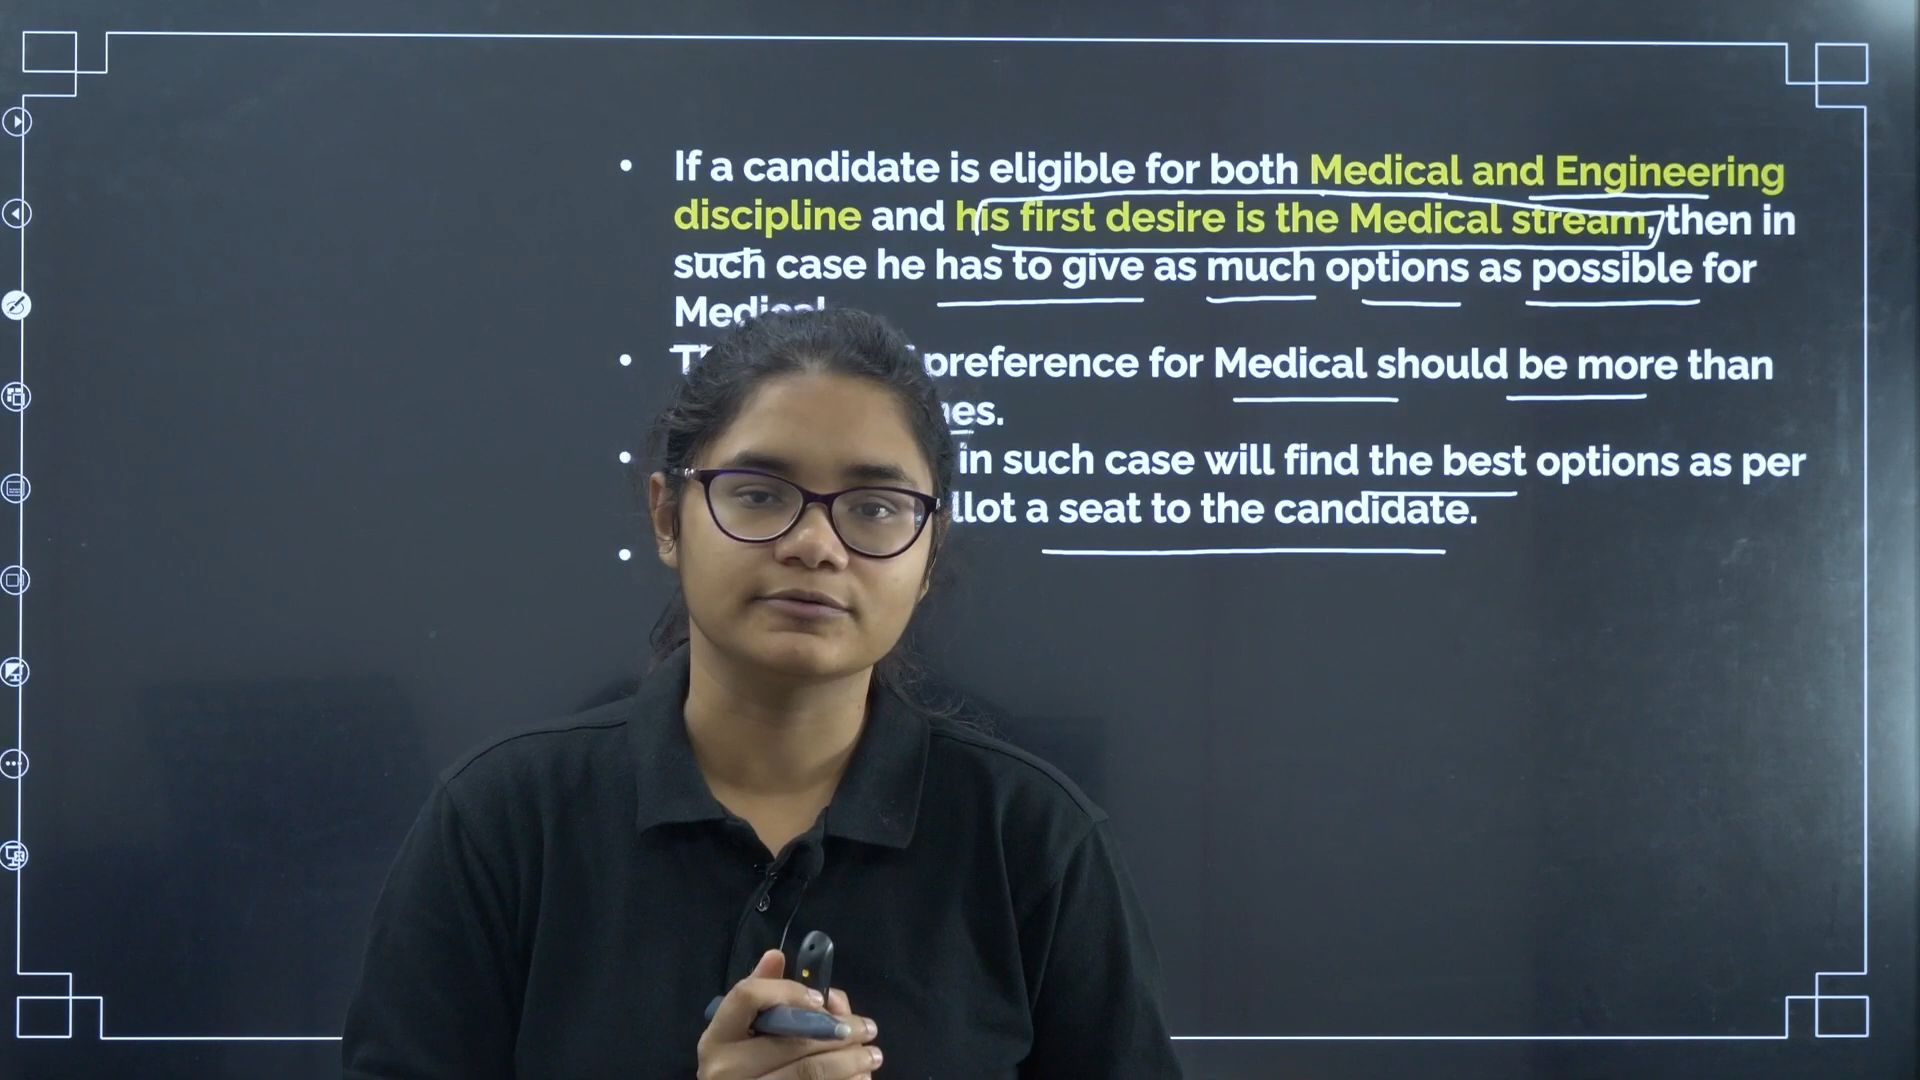 • If a candidate is eligible for both Medical and Engineering
discipline and his first desire is the Medical stream, then in
such case he has to give as much options as possible for
Medical
• preference for Medical should be more than
• in such case will find the best options as per
a seat to the candidate.
•